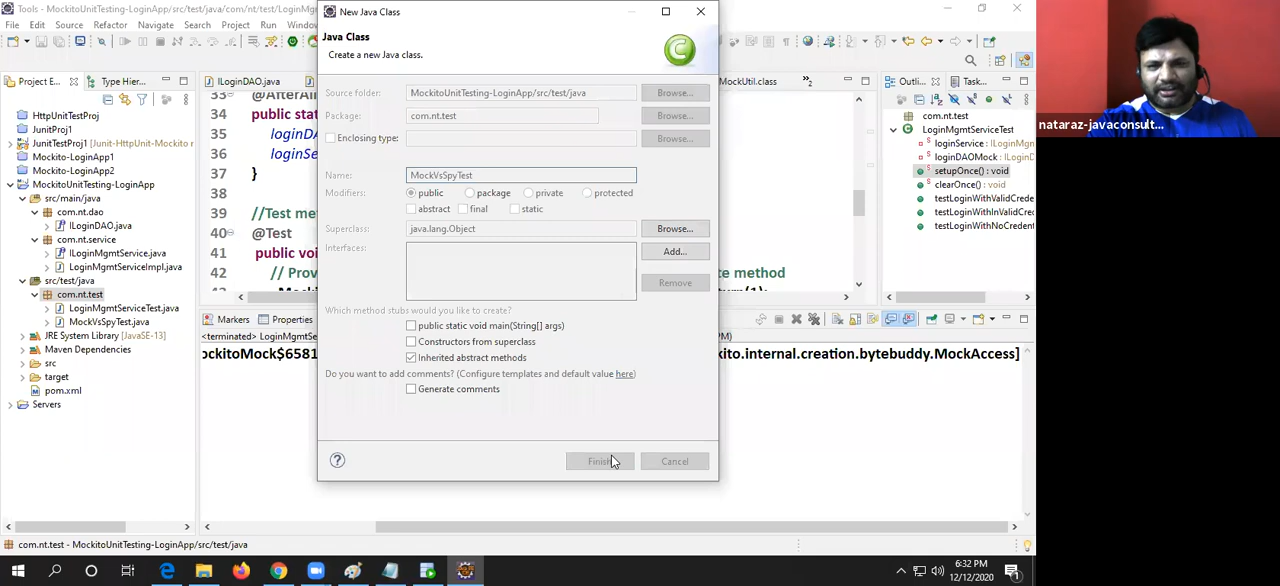 Tools - MockitoUnitTesting-LoginApp/src/test/java/com/nt/test/LoginMgm
New Java Class
File Edit Source Refactor Navigate Search Project Run Window
Java Class
Create a new Java class.
Project E... Type Hier...
ILoginDAO.java
MockUtil.class
Outli... Task...
Source folder: MockitoUnitTesting-LoginApp/src/test/java Browse...
Package: com.nt.test Browse...
Enclosing type: Browse...
Name: MockVsSpyTest
Modifiers: public package private protected
abstract final static
Superclass: java.lang.Object Browse...
Interfaces: Add...
Remove
Which method stubs would you like to create?
public static void main(String[] args)
Constructors from superclass
Inherited abstract methods
Do you want to add comments? (Configure templates and default value here)
Generate comments
Finish Cancel
HttpUnitTestProj
JunitProj1
JunitTestProj1 [Junit-HttpUnit-Mockito r
Mockito-LoginApp1
Mockito-LoginApp2
MockitoUnitTesting-LoginApp
src/main/java
com.nt.dao
ILoginDAO.java
com.nt.service
ILoginMgmtService.java
LoginMgmtServiceImpl.java
src/test/java
com.nt.test
LoginMgmtServiceTest.java
MockVsSpyTest.java
JRE System Library [JavaSE-13]
Maven Dependencies
src
target
pom.xml
Servers
33 @AfterAl
34 public stat
35 loginDA
36 loginSe
37 }
38
39 //Test me
40 @Test
41 public voi
42 // Prov
te method
Markers Properties
<terminated> LoginMgm
PM)
ockitoMock$6581
kito.internal.creation.bytebuddy.MockAccess]
com.nt.test
LoginMgmtServiceTest
loginService : ILoginMgn
loginDAOMock : ILoginD
setupOnce() : void
clearOnce() : void
testLoginWithValidCrede
testLoginWithInvalidCred
testLoginWithNoCredent
nataraz-javaconsult...
com.nt.test - MockitoUnitTesting-LoginApp/src/test/java
6:32 PM
12/12/2020